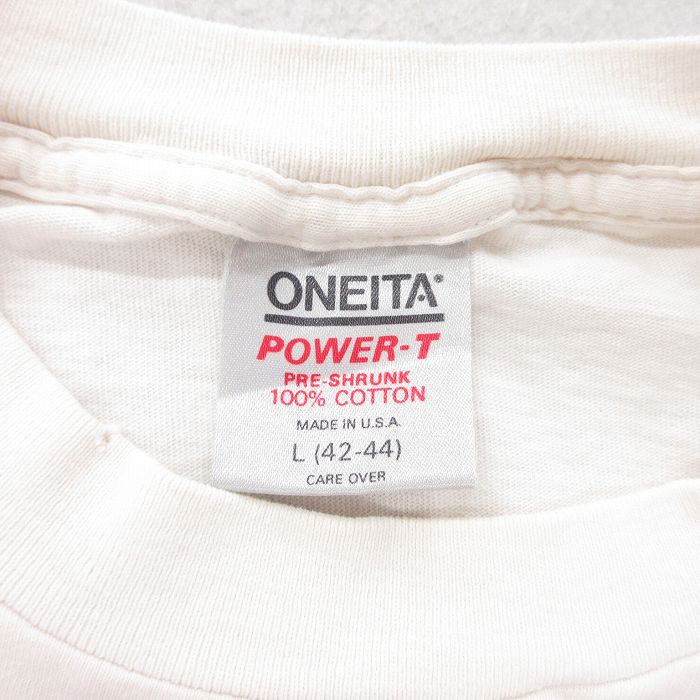 ONEITA®
POWER-T
PRE-SHRUNK
100% COTTON
MADE IN U.S.A.
L (42-44)
CARE OVER